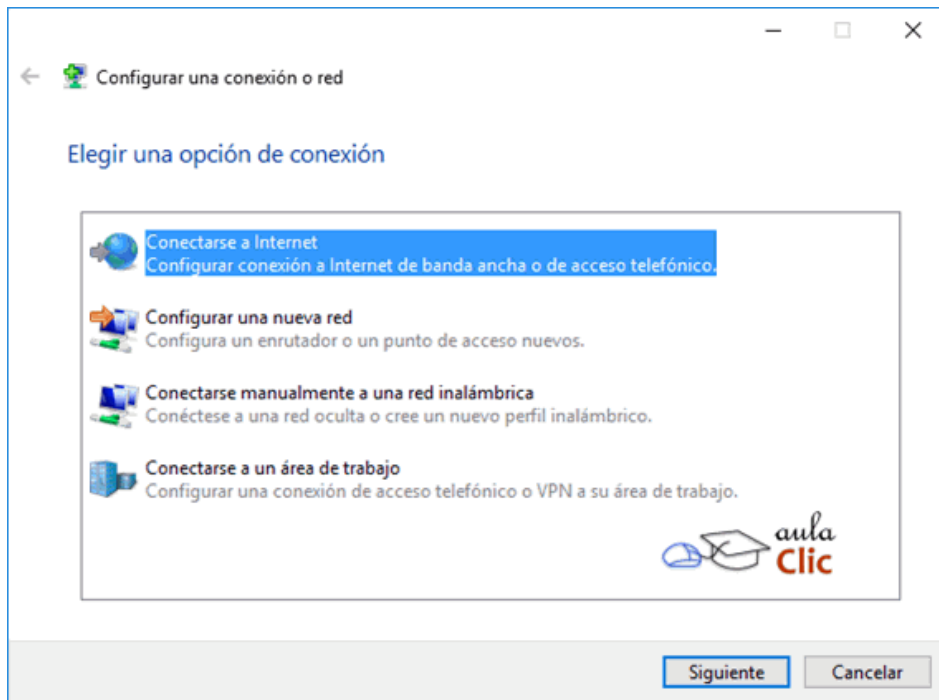 Configurar una conexión o red
Elegir una opción de conexión
Conectarse a Internet
Configurar conexión a Internet de banda ancha o de acceso telefónico.
Configurar una nueva red
Configura un enrutador o un punto de acceso nuevos.
Conectarse manualmente a una red inalámbrica
Conéctese a una red oculta o cree un nuevo perfil inalámbrico.
Conectarse a un área de trabajo
Configurar una conexión de acceso telefónico o VPN a su área de trabajo.
aula
Clic
Siguiente
Cancelar